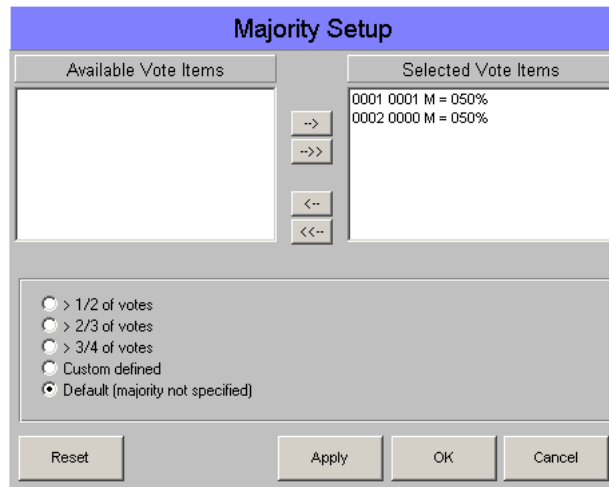 Majority Setup
Available Vote Items
Selected Vote Items
0001 0001 M = 050%
0002 0000 M = 050%
-->
-->>
<--
<<--
> 1/2 of votes
> 2/3 of votes
> 3/4 of votes
Custom defined
Default (majority not specified)
Reset
Apply
OK
Cancel